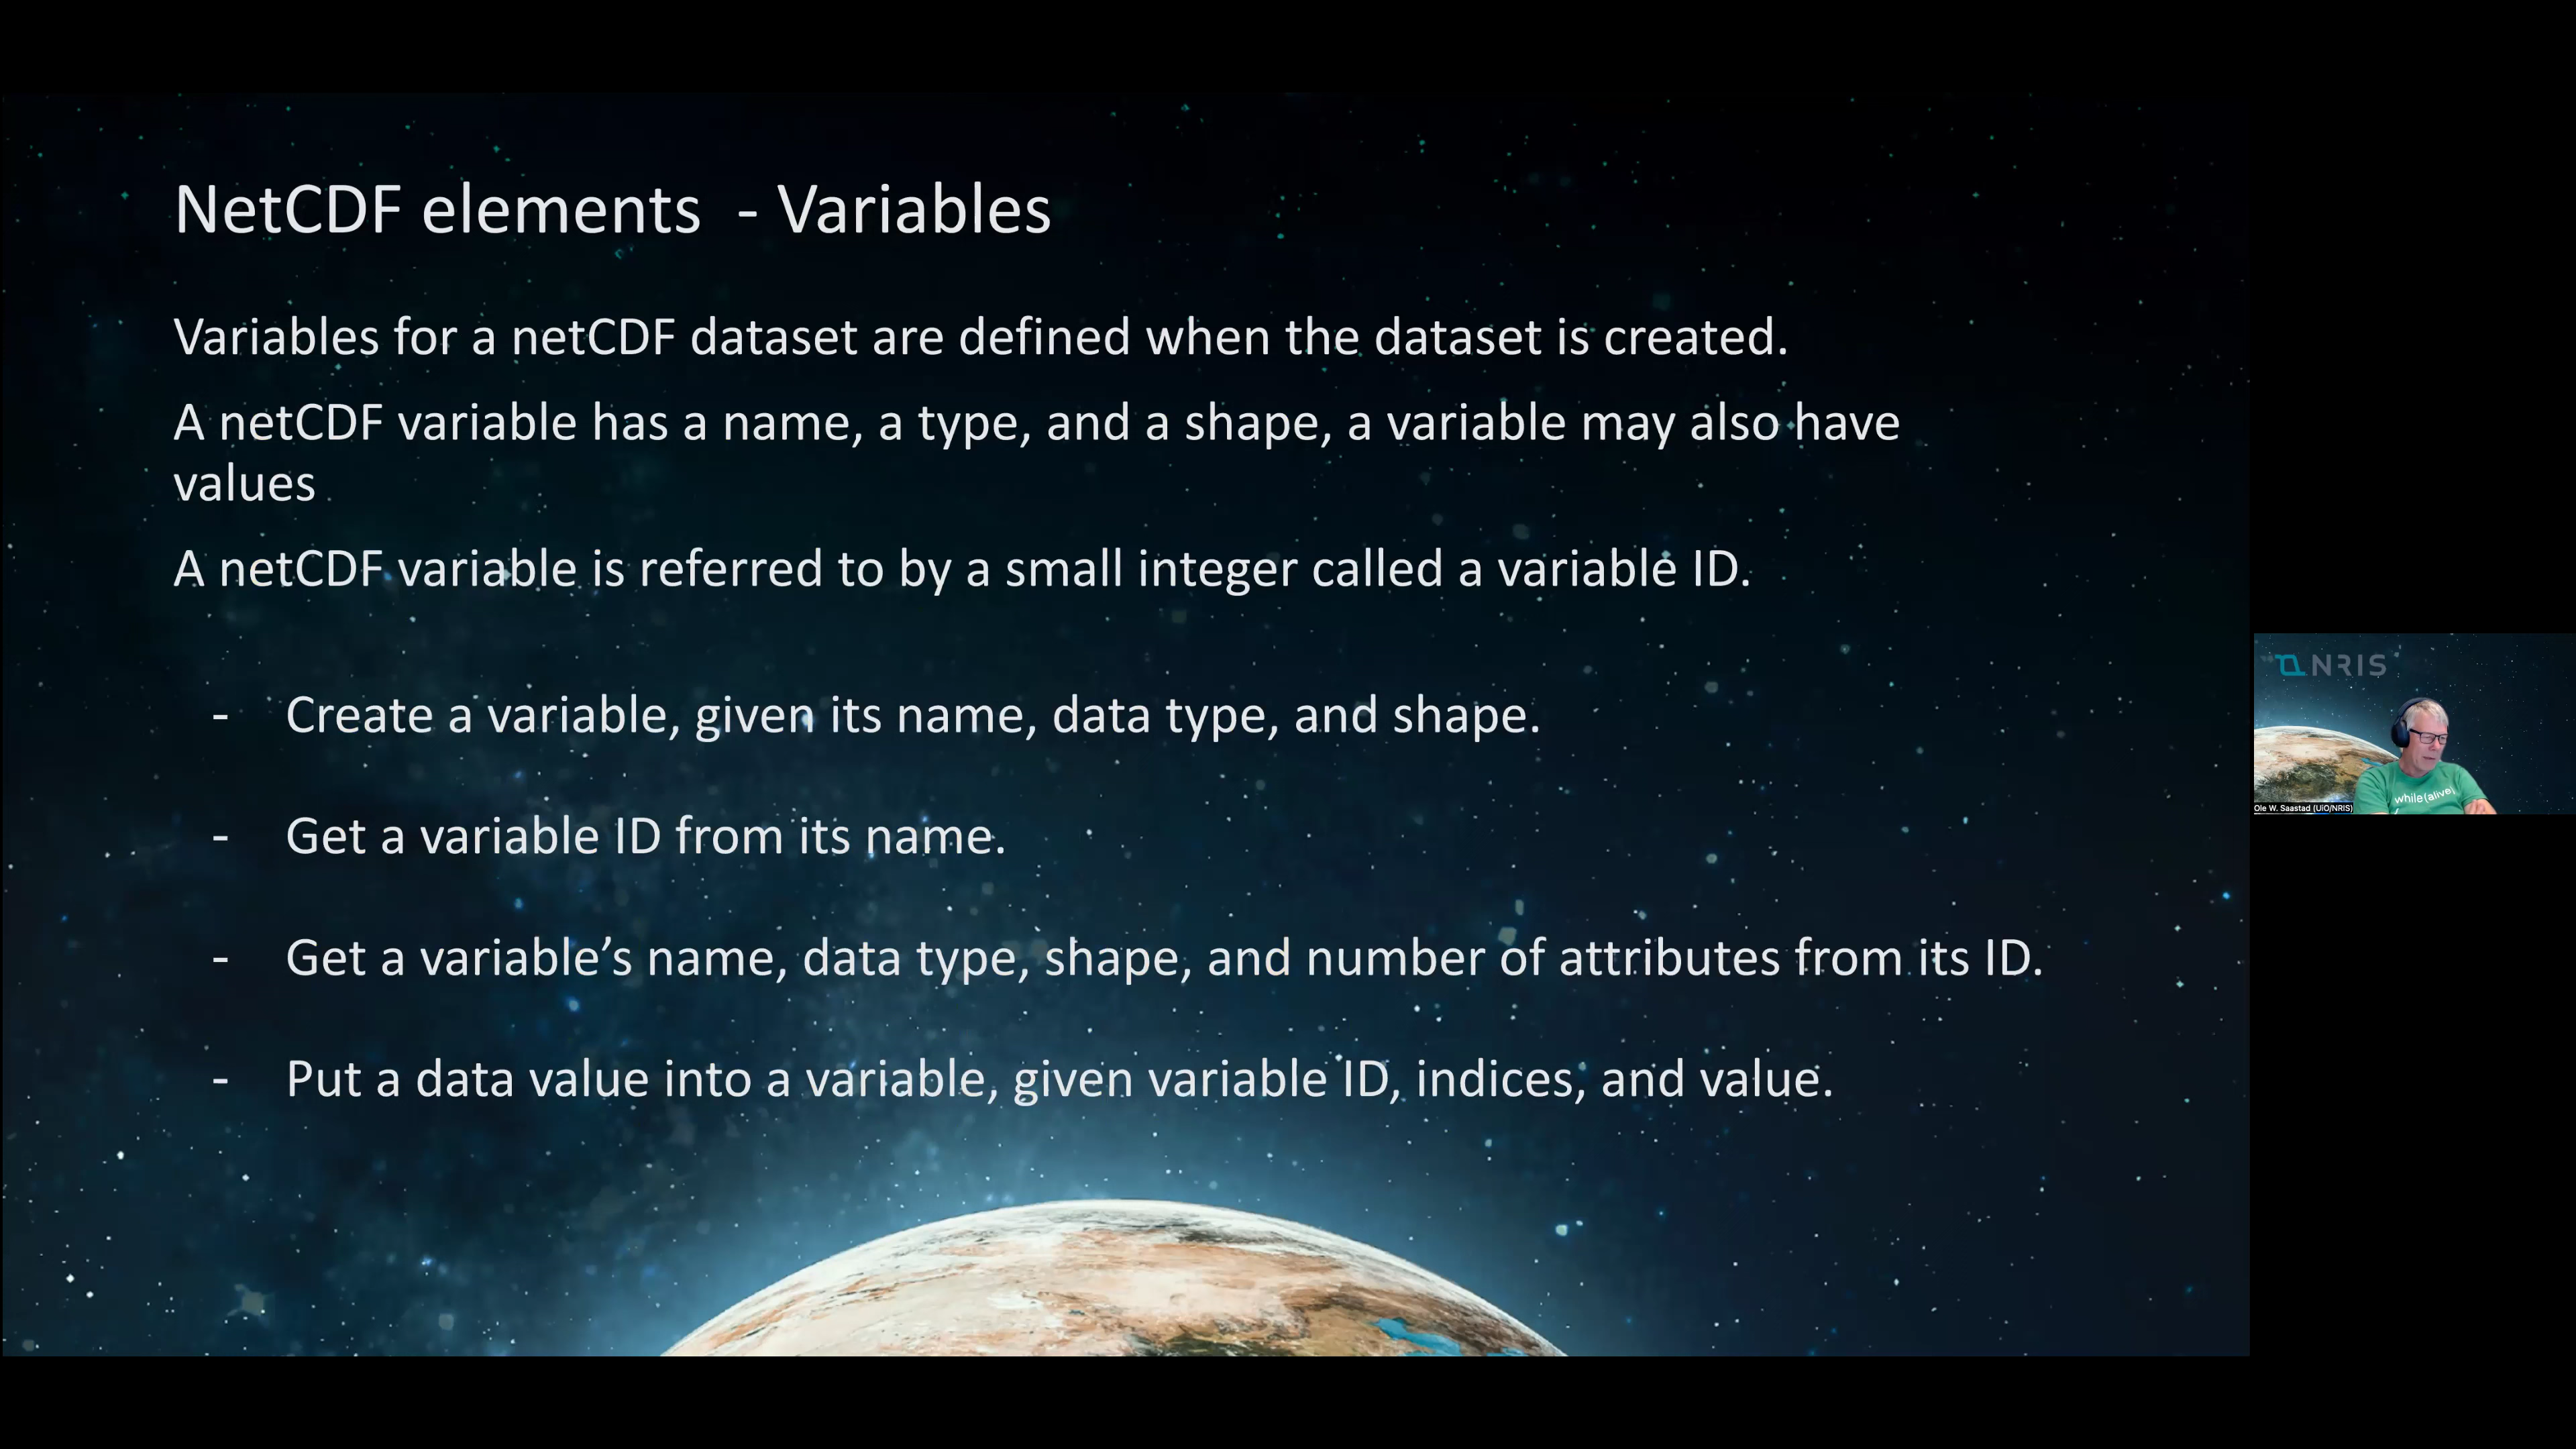 NetCDF elements - Variables
Variables for a netCDF dataset are defined when the dataset is created.
A netCDF variable has a name, a type, and a shape, a variable may also have
values
A netCDF variable is referred to by a small integer called a variable ID.
- Create a variable, given its name, data type, and shape.
- Get a variable ID from its name.
- Get a variable’s name, data type, shape, and number of attributes from its ID.
- Put a data value into a variable, given variable ID, indices, and value.
NRIS
while(alive)
Ole W. Saastad (UiO/NRIS)